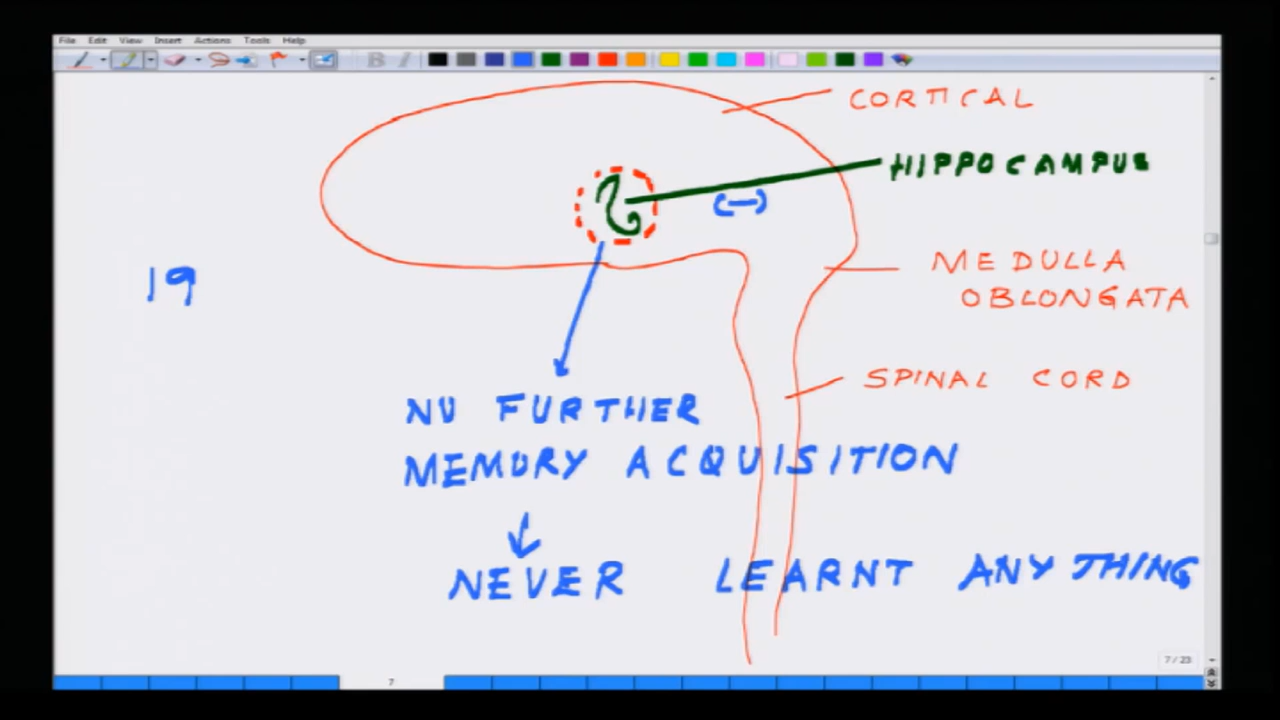 File Edit View Insert Actions Tools Help
B I
CORTICAL
HIPPOCAMPUS
(—)
MEDULLA
OBLONGATA
19
SPINAL CORD
NO FURTHER
MEMORY ACQUISITION
NEVER LEARNT ANYTHING
7 / 23
7